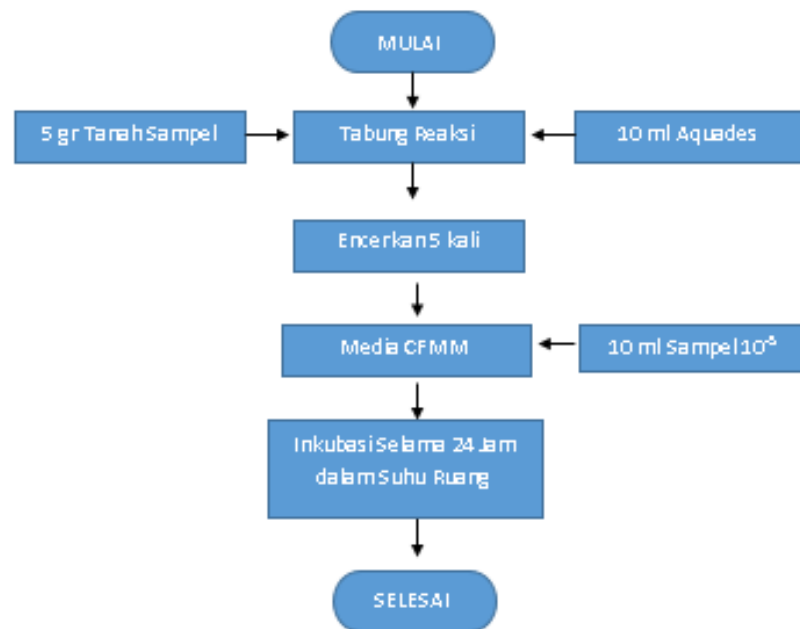 MULAI
5 gr Tanah Sampel
Tabung Reaksi
10 ml Aquades
Encerkan 5 kali
Media CFMM
10 ml Sampel 10⁻⁵
Inkubasi Selama 24 Jam
dalam Suhu Ruang
SELESAI